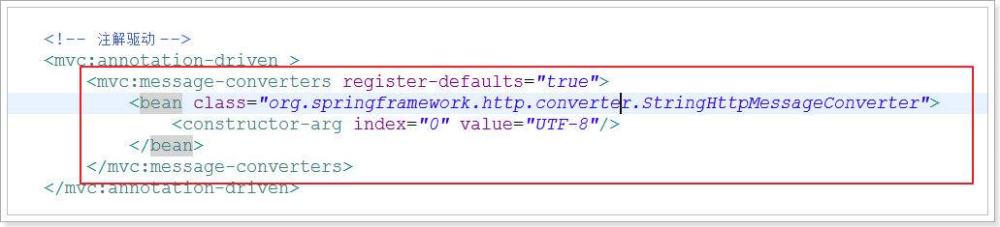 <!-- 注解驱动 -->
<mvc:annotation-driven >
<mvc:message-converters register-defaults="true">
<bean class="org.springframework.http.converter.StringHttpMessageConverter">
<constructor-arg index="0" value="UTF-8"/>
</bean>
</mvc:message-converters>
</mvc:annotation-driven>